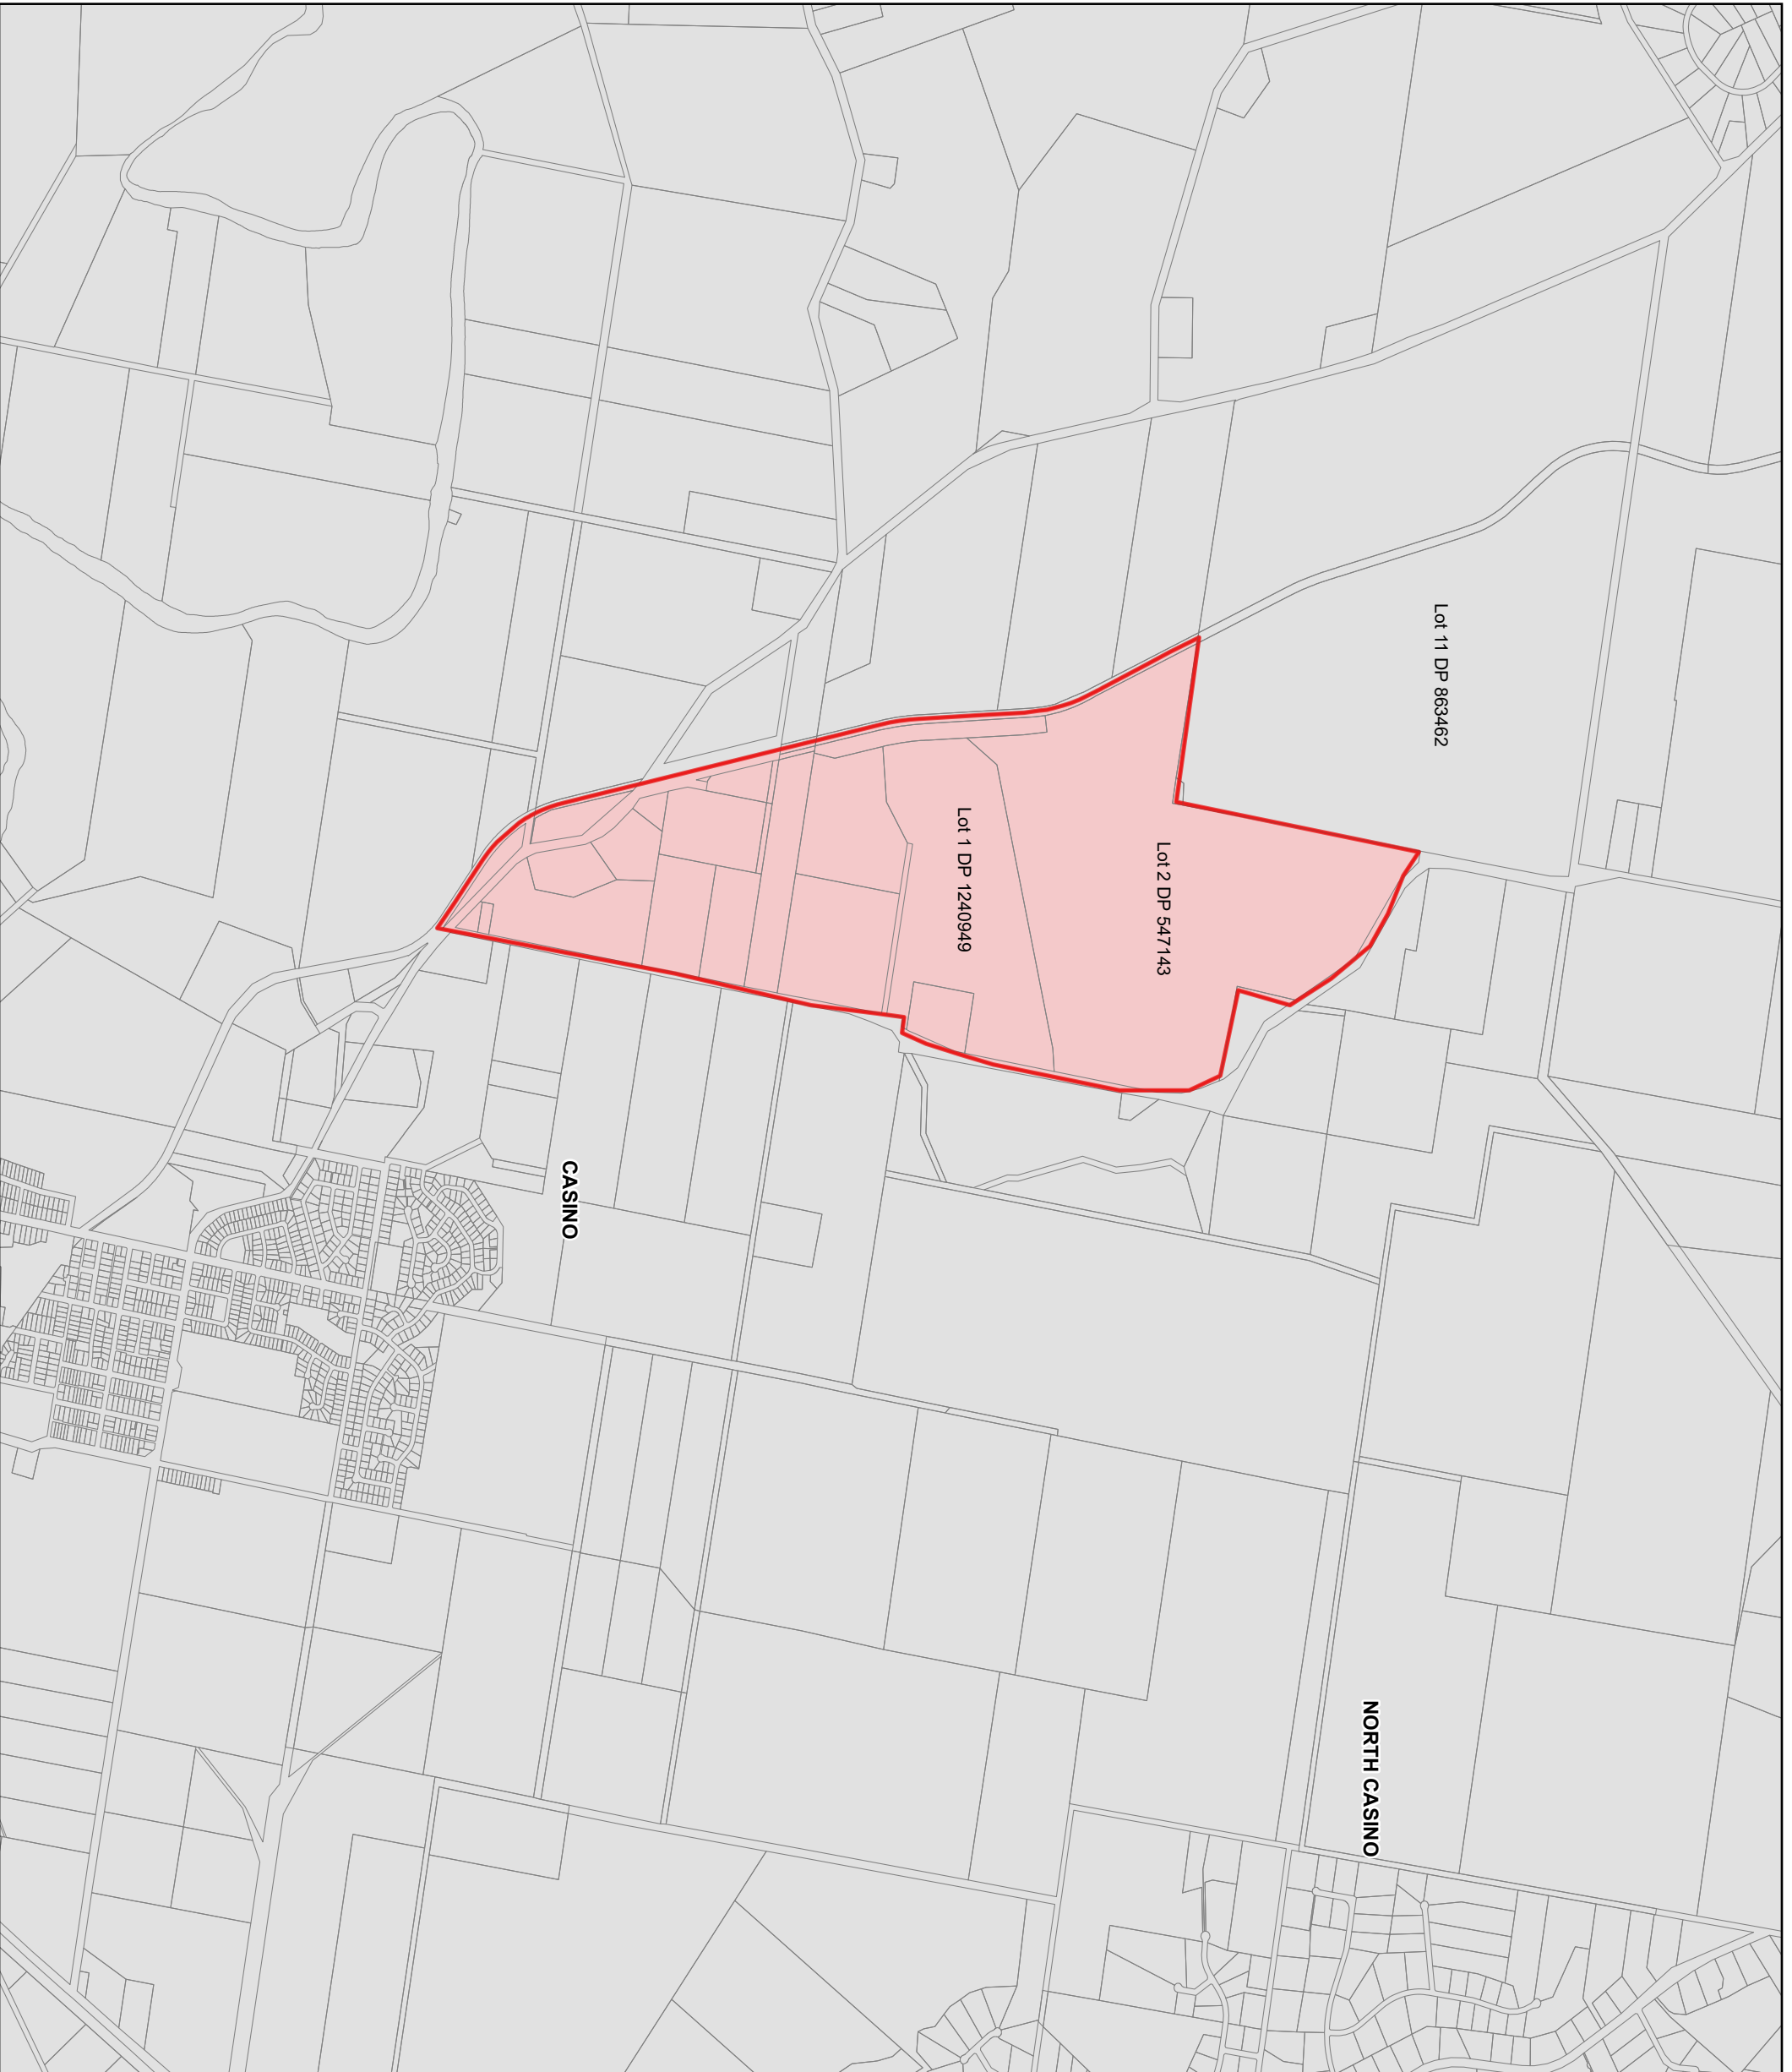 Lot 11 DP 863462
Lot 2 DP 547143
Lot 1 DP 1240949
CASINO
NORTH CASINO